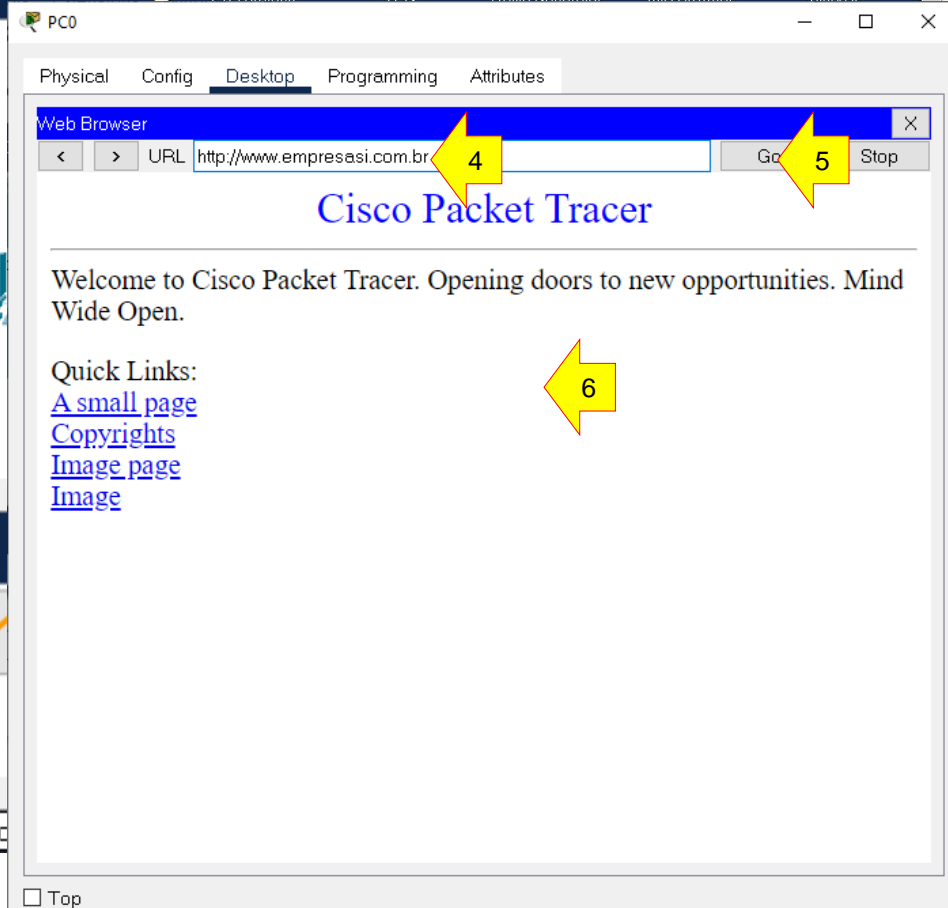 PC0
Physical Config Desktop Programming Attributes
Web Browser X
< > URL http://www.empresasi.com.br 4 Go 5 Stop
Cisco Packet Tracer
Welcome to Cisco Packet Tracer. Opening doors to new opportunities. Mind
Wide Open.
Quick Links:
A small page
Copyrights
Image page
Image
6
Top